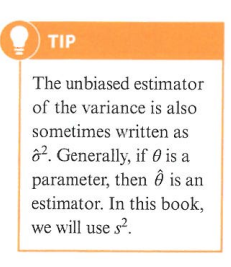 TIP
The unbiased estimator
of the variance is also
sometimes written as
σ̂². Generally, if θ is a
parameter, then θ̂ is an
estimator. In this book,
we will use s².